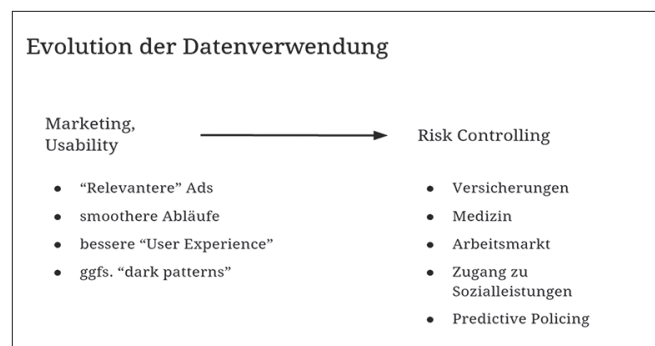 Evolution der Datenverwendung
Marketing,
Usability
● “Relevantere” Ads
● smoothere Abläufe
● bessere “User Experience”
● ggfs. “dark patterns”
Risk Controlling
● Versicherungen
● Medizin
● Arbeitsmarkt
● Zugang zu
Sozialleistungen
● Predictive Policing